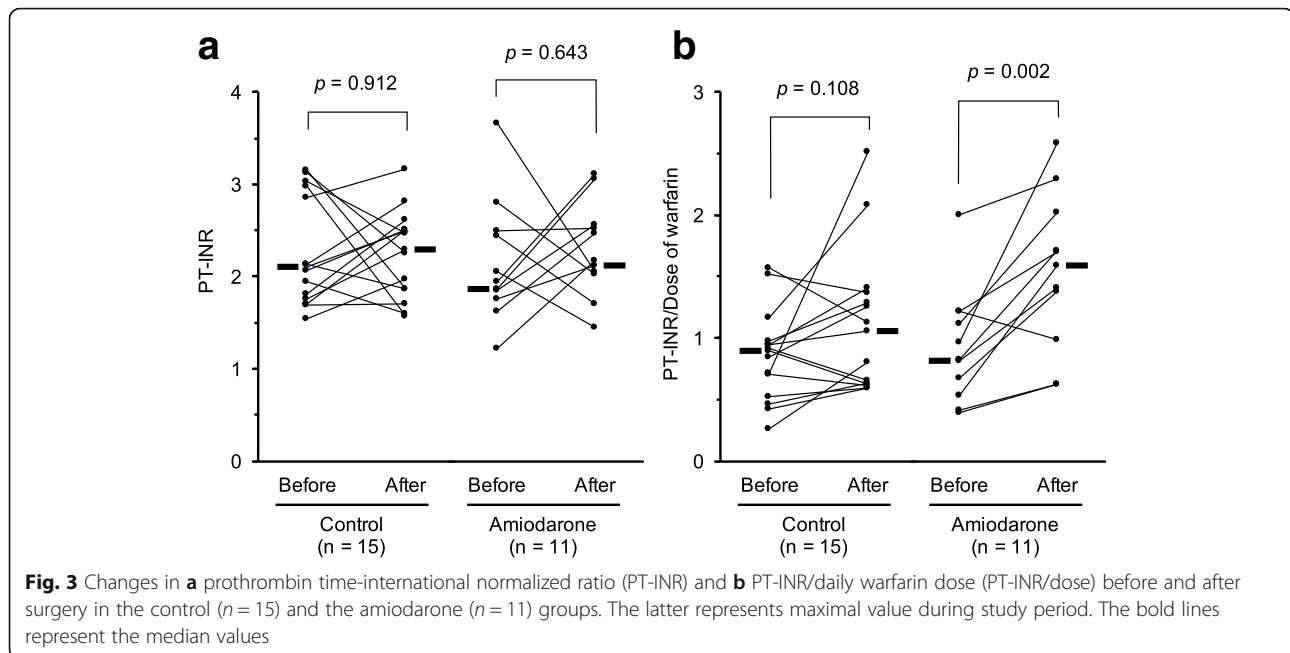 a
p = 0.912
p = 0.643
PT-INR
4
3
2
1
0
Before
After
Before
After
Control
(n = 15)
Amiodarone
(n = 11)
b
p = 0.108
p = 0.002
PT-INR/Dose of warfarin
3
2
1
0
Before
After
Before
After
Control
(n = 15)
Amiodarone
(n = 11)
Fig. 3 Changes in a prothrombin time-international normalized ratio (PT-INR) and b PT-INR/daily warfarin dose (PT-INR/dose) before and after
surgery in the control (n = 15) and the amiodarone (n = 11) groups. The latter represents maximal value during study period. The bold lines
represent the median values